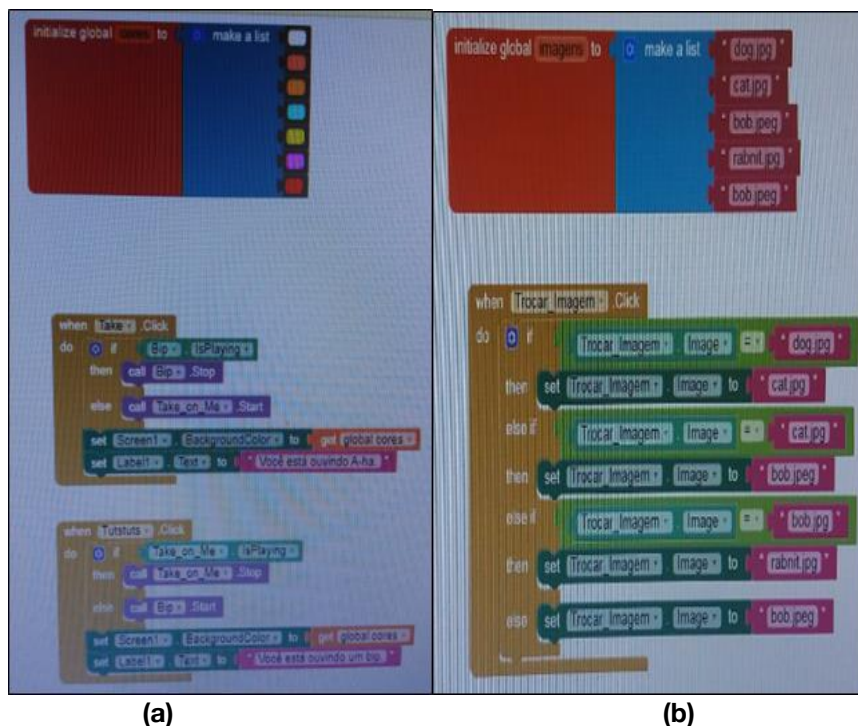 initialize global cores to make a list
when Take .Click
do if Bip . IsPlaying
then call Bip .Stop
else call Take_on_Me .Start
set Screen1 . BackgroundColor to get global cores
set Label1 . Text to " Você está ouvindo A-ha. "
when Tutstuts .Click
do if Take_on_Me . IsPlaying
then call Take_on_Me .Stop
else call Bip .Start
set Screen1 . BackgroundColor to get global cores
set Label1 . Text to " Você está ouvindo um bip. "
(a)
initialize global imagens to make a list " dog.jpg "
" cat.jpg "
" bob.jpeg "
" rabnit.jpg "
" bob.jpeg "
when Trocar_Imagem .Click
do if Trocar_Imagem . Image = " dog.jpg "
then set Trocar_Imagem . Image to " cat.jpg "
else if Trocar_Imagem . Image = " cat.jpg "
then set Trocar_Imagem . Image to " bob.jpeg "
else if Trocar_Imagem . Image = " bob.jpg "
then set Trocar_Imagem . Image to " rabnit.jpg "
else set Trocar_Imagem . Image to " bob.jpeg "
(b)